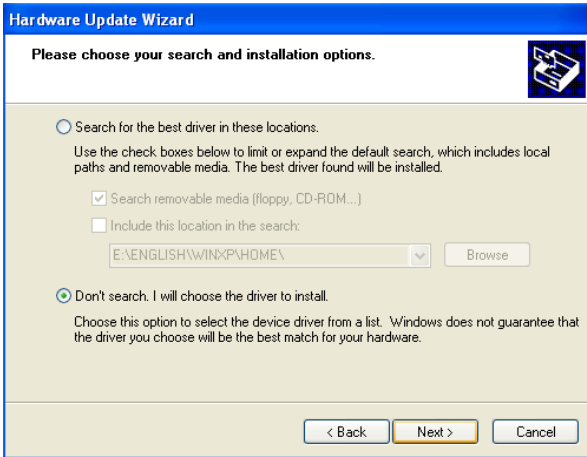 Hardware Update Wizard
Please choose your search and installation options.
Search for the best driver in these locations.
Use the check boxes below to limit or expand the default search, which includes local
paths and removable media. The best driver found will be installed.
Search removable media (floppy, CD-ROM...)
Include this location in the search:
E:\ENGLISH\WINXP\HOME\
Browse
Don't search. I will choose the driver to install.
Choose this option to select the device driver from a list. Windows does not guarantee that
the driver you choose will be the best match for your hardware.
< Back Next > Cancel